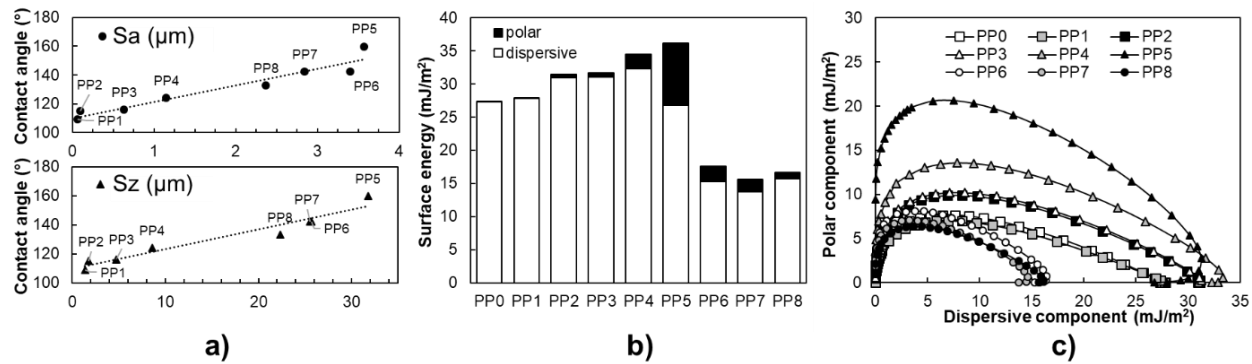 Contact angle (°)
180
160
140
120
100
Sa (µm)
PP2
PP1
PP3
PP4
PP8
PP7
PP5
PP6
0
1
2
3
4
Contact angle (°)
180
160
140
120
100
Sz (µm)
PP2
PP1
PP3
PP4
PP8
PP7
PP6
PP5
0
10
20
30
a)
Surface energy (mJ/m²)
40
35
30
25
20
15
10
5
0
polar
dispersive
PP0 PP1 PP2 PP3 PP4 PP5 PP6 PP7 PP8
b)
Polar component (mJ/m²)
30
25
20
15
10
5
0
PP0 PP1 PP2
PP3 PP4 PP5
PP6 PP7 PP8
0 5 10 15 20 25 30 35
Dispersive component (mJ/m²)
c)